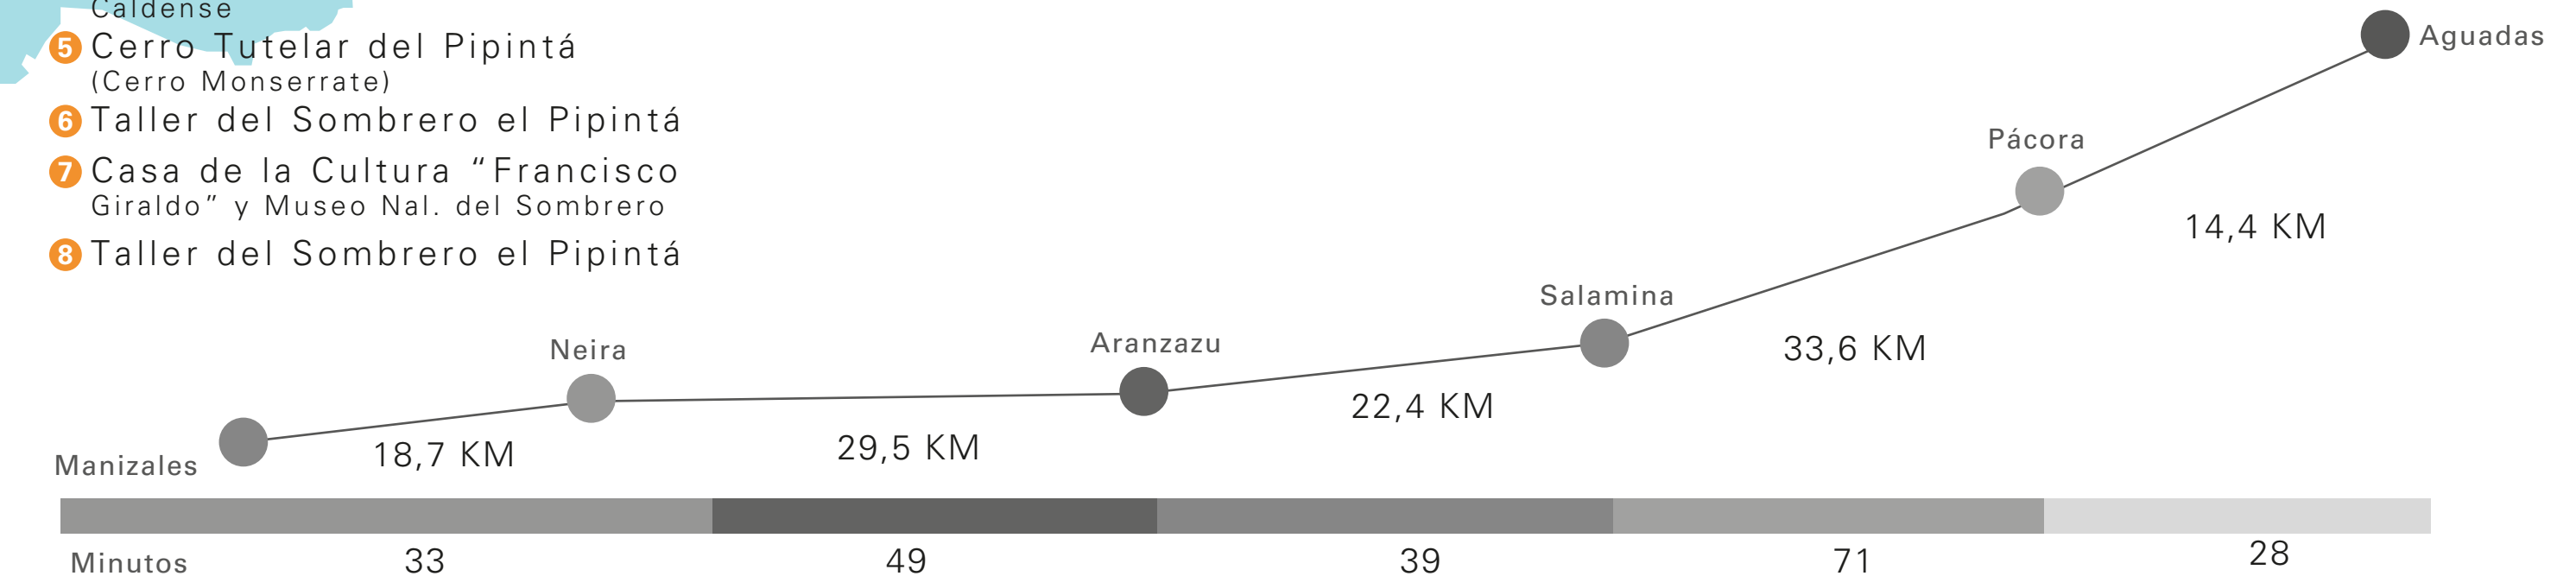 Caldense
5 Cerro Tutelar del Pipintá
(Cerro Monserrate)
6 Taller del Sombrero el Pipintá
7 Casa de la Cultura “Francisco
Giraldo” y Museo Nal. del Sombrero
8 Taller del Sombrero el Pipintá
Aguadas
Pácora
14,4 KM
Salamina
33,6 KM
Aranzazu
22,4 KM
Neira
29,5 KM
18,7 KM
Manizales
Minutos 33 49 39 71 28